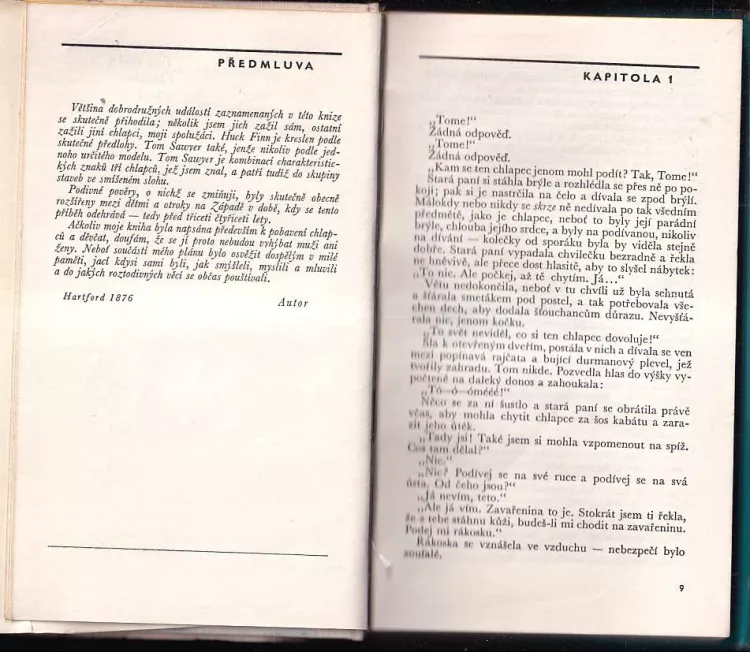 PŘEDMLUVA
Většina dobrodružných událostí zaznamenaných v této knize
se skutečně přihodila; několik jsem jich zažil sám, ostatní
zažili jiní chlapci, moji spolužáci. Huck Finn je kreslen podle
skutečné předlohy. Tom Sawyer také, jenže nikoliv podle jed-
noho určitého modelu. Tom Sawyer je kombinací charakteristic-
kých znaků tří chlapců, jež jsem znal, a patří tudíž do skupiny
staveb ve smíšeném slohu.
Podivné pověry, o nichž se zmiňuji, byly skutečně obecně
rozšířeny mezi dětmi a otroky na Západě v době, kdy se tento
příběh odehrává — tedy před třiceti čtyřiceti lety.
Ačkoliv moje kniha byla napsána především k pobavení chlap-
ců a děvčat, doufám, že se jí proto nebudou vyhýbat muži ani
ženy. Neboť součástí mého plánu bylo osvěžit dospělým v milé
paměti, jací kdysi sami byli, jak smýšleli, myslili a mluvili
a do jakých roztodivných věcí se občas pouštívali.
Hartford 1876 Autor
KAPITOLA 1
„Tome!“
Žádná odpověď.
„Tome!“
Žádná odpověď.
„Kam se ten chlapec jenom mohl podít? Tak, Tome!“
Stará paní si stáhla brýle a rozhlédla se přes ně po po-
koji; pak si je nastrčila na čelo a dívala se zpod brýlí.
Málokdy nebo nikdy se skrze ně nedívala po tak všedním
předmětě, jako je chlapec, neboť to byly její parádní
brýle, chlouba jejího srdce, a byly na podívanou, nikoliv
na dívání — kolečky od sporáku byla by viděla stejně
dobře. Stará paní vypadala chvilečku bezradně a řekla
ne hněvivě, ale přece dost hlasitě, aby to slyšel nábytek:
„To nic. Ale počkej, až tě chytím. Já...“
Větu nedokončila, neboť v tu chvíli už byla schnutá
a šťárala smetákem pod postel, a tak potřebovala vše-
chen dech, aby dodala šťouchancům důrazu. Nevyšťá-
rala nic, jenom kočku.
„To svět neviděl, co si ten chlapec dovoluje!“
Šla k otevřeným dveřím, postála v nich a dívala se ven
mezi popínavá rajčata a bující durmanový plevel, jež
tvořily zahradu. Tom nikde. Pozvedla hlas do výšky vy-
počtené na daleký donos a zahoukala:
„Tó—ó—óméée!“
Něco se za ní šustlo a stará paní se obrátila právě
včas, aby mohla chytit chlapce za šos kabátu a zara-
zit jeho útěk.
„Tady jsi! Také jsem si mohla vzpomenout na spíž.
Cos tam dělal?“
„Nic.“
„Nic? Podívej se na své ruce a podívej se na svá
ústa. Od čeho jsou?“
„Já nevím, teto.“
„Ale já vím. Zavařenina to je. Stokrát jsem ti řekla,
že z tebe stáhnu kůži, budeš-li mi chodit na zavařeninu.
Podej mi rákosku.“
Rákoska se vznášela ve vzduchu — nebezpečí bylo
zoufalé.
9